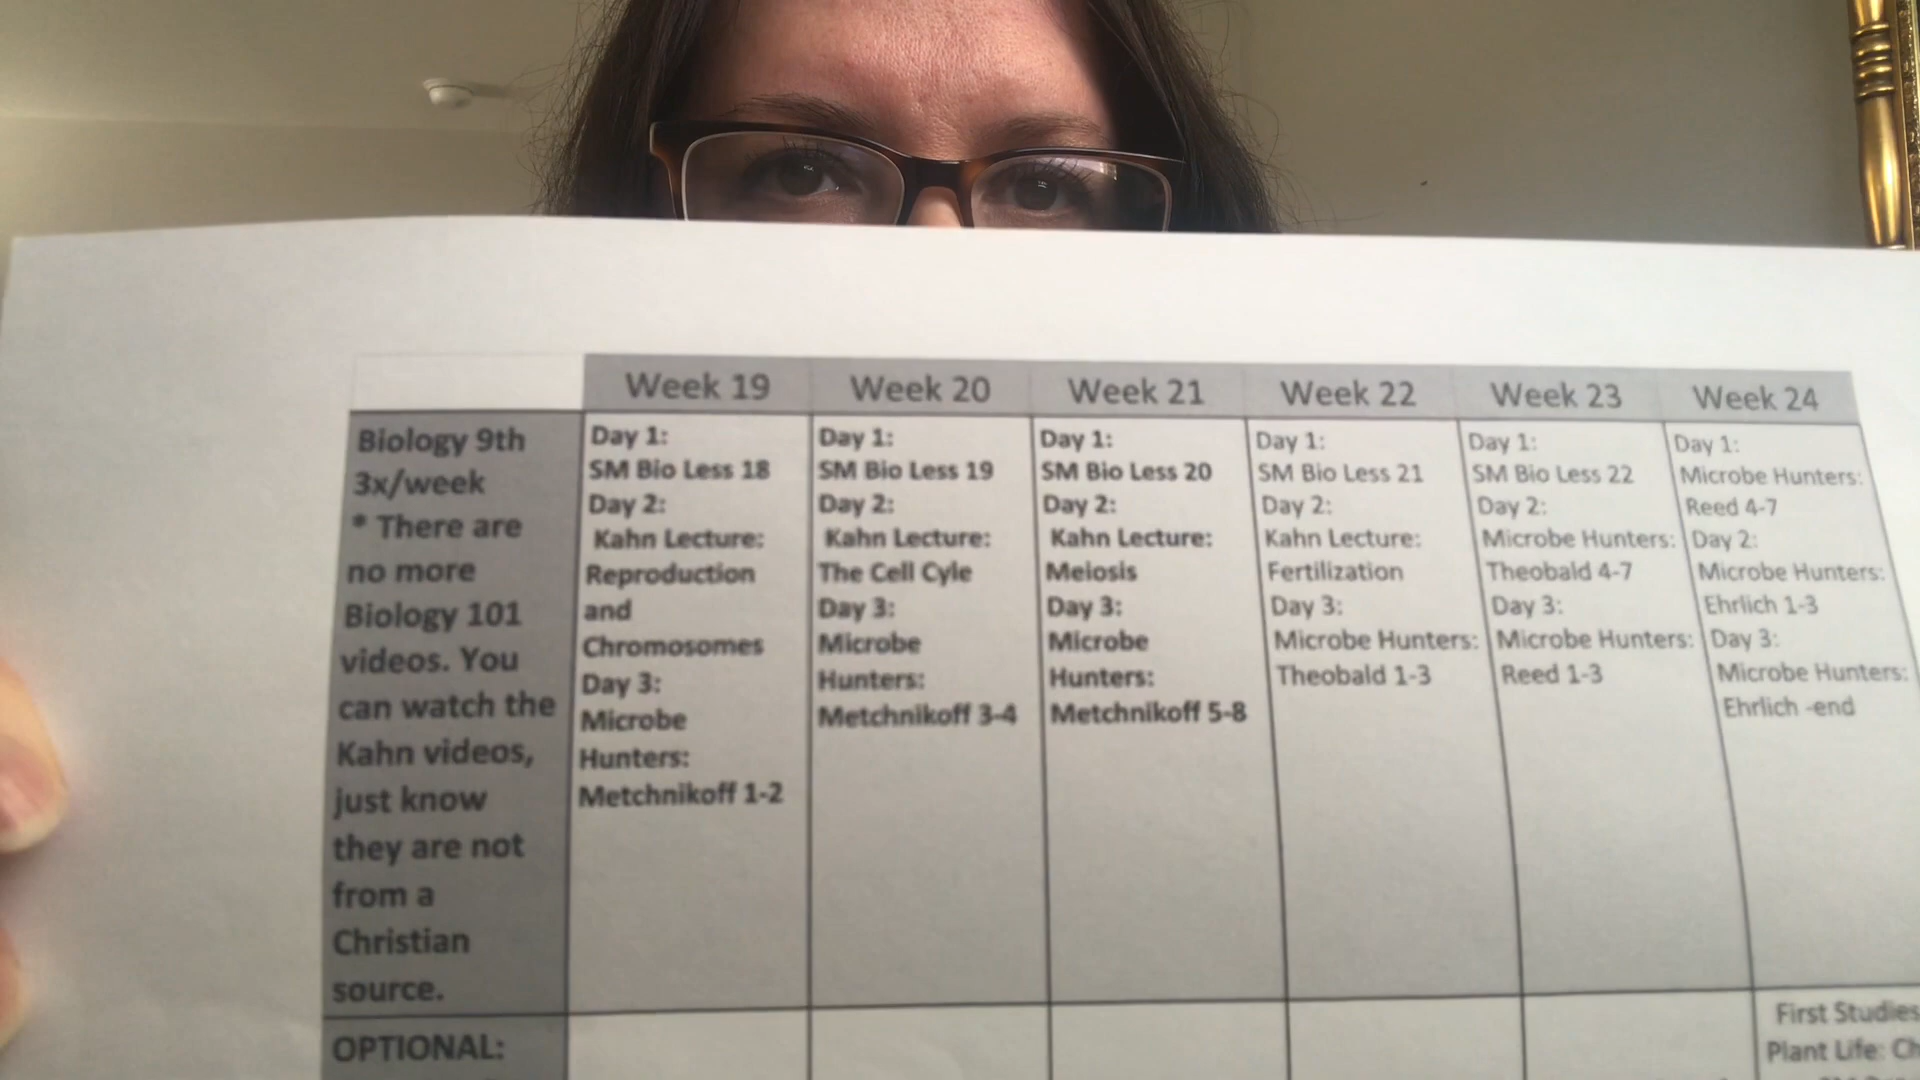 Week 19
Week 20
Week 21
Week 22
Week 23
Week 24
Biology 9th
3x/week
* There are
no more
Biology 101
videos. You
can watch the
Kahn videos,
just know
they are not
from a
Christian
source.
Day 1:
SM Bio Less 18
Day 2:
Kahn Lecture:
Reproduction
and
Chromosomes
Day 3:
Microbe
Hunters:
Metchnikoff 1-2
Day 1:
SM Bio Less 19
Day 2:
Kahn Lecture:
The Cell Cyle
Day 3:
Microbe
Hunters:
Metchnikoff 3-4
Day 1:
SM Bio Less 20
Day 2:
Kahn Lecture:
Meiosis
Day 3:
Microbe
Hunters:
Metchnikoff 5-8
Day 1:
SM Bio Less 21
Day 2:
Kahn Lecture:
Fertilization
Day 3:
Microbe Hunters:
Theobald 1-3
Day 1:
SM Bio Less 22
Day 2:
Microbe Hunters:
Theobald 4-7
Day 3:
Microbe Hunters:
Reed 1-3
Day 1:
Microbe Hunters:
Reed 4-7
Day 2:
Microbe Hunters:
Ehrlich 1-3
Day 3:
Microbe Hunters:
Ehrlich -end
OPTIONAL:
First Studies
Plant Life: